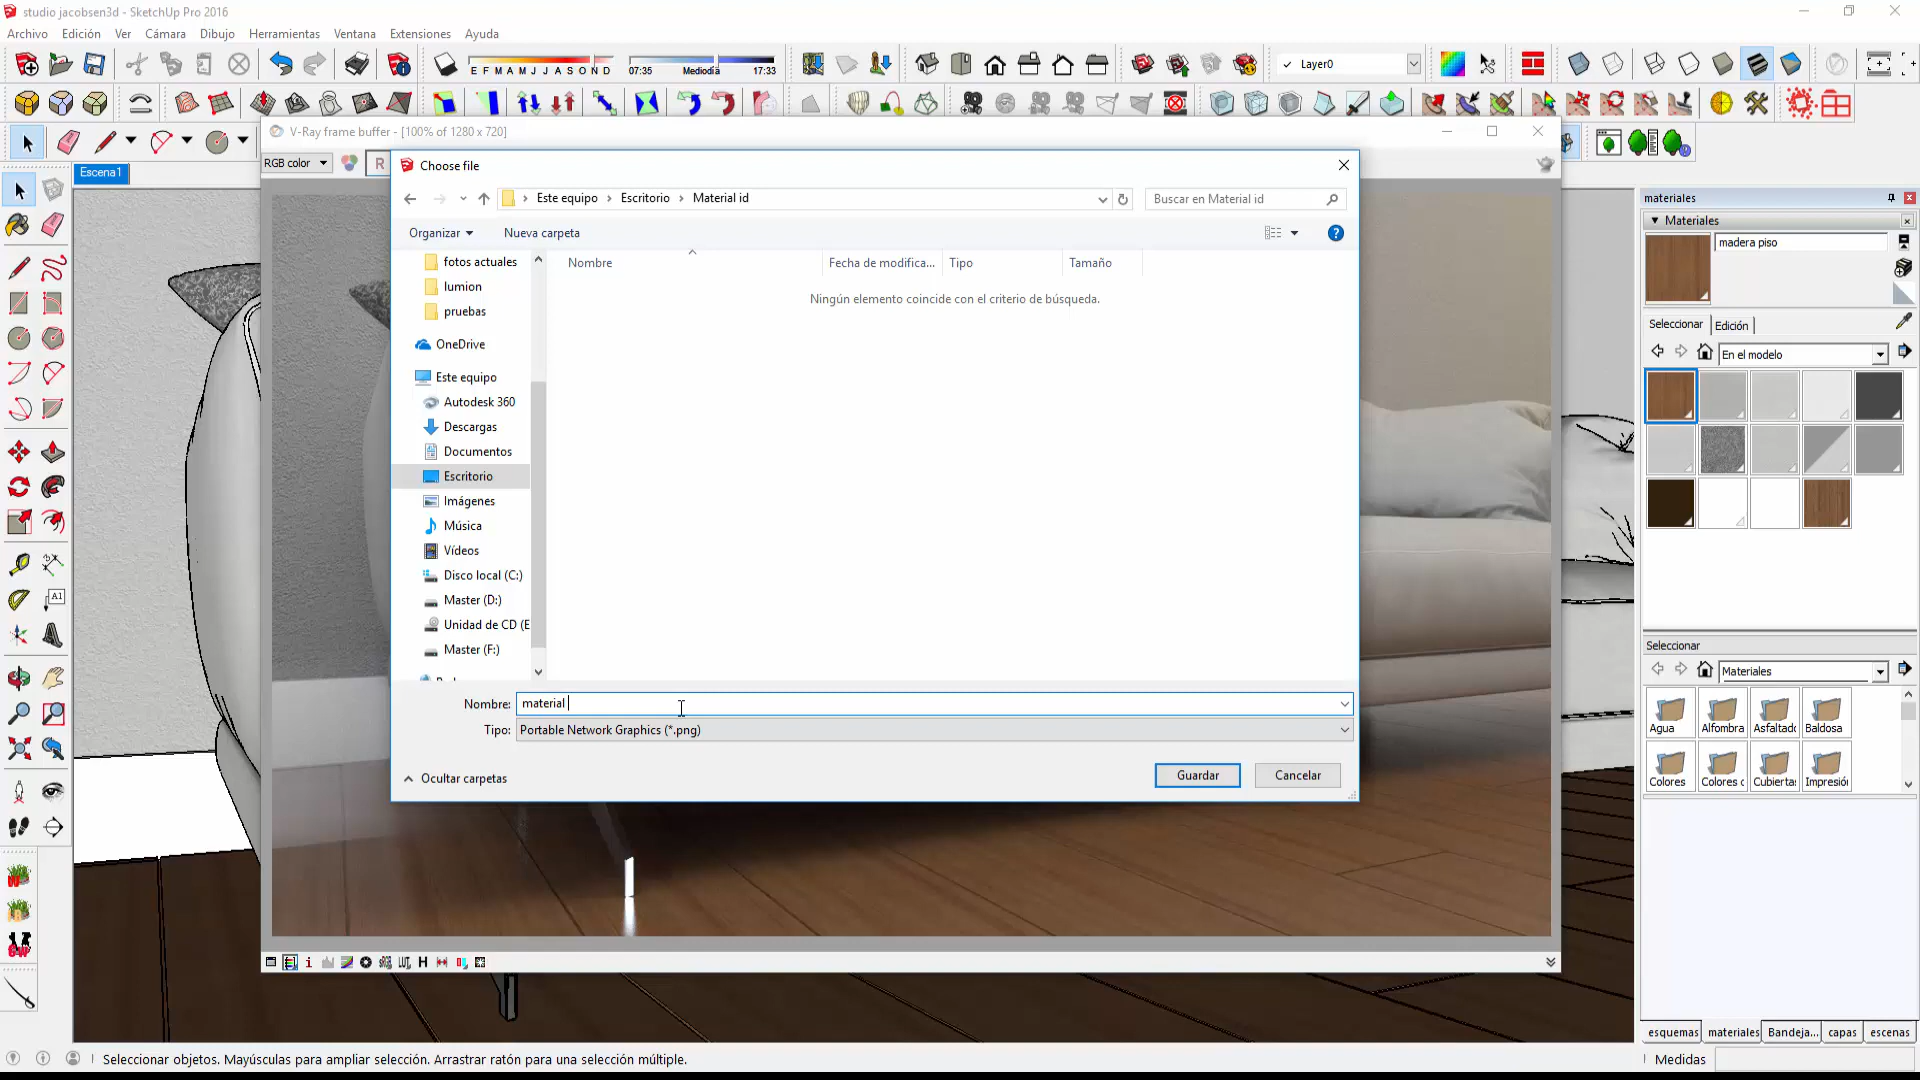 studio jacobsen3d - SketchUp Pro 2016
Archivo Edición Ver Cámara Dibujo Herramientas Ventana Extensiones Ayuda
E F M A M J J A S O N D 07:35 Mediodía 17:33 ✓ Layer0
V-Ray frame buffer - [100% of 1280 x 720]
RGB color R
Escena1
Choose file
Este equipo › Escritorio › Material id
Buscar en Material id
Organizar Nueva carpeta
Nombre Fecha de modifica... Tipo Tamaño
Ningún elemento coincide con el criterio de búsqueda.
fotos actuales
lumion
pruebas
OneDrive
Este equipo
Autodesk 360
Descargas
Documentos
Escritorio
Imágenes
Música
Vídeos
Disco local (C:)
Master (D:)
Unidad de CD (E
Master (F:)
Nombre: material
Tipo: Portable Network Graphics (*.png)
Ocultar carpetas
Guardar Cancelar
materiales
Materiales
madera piso
Seleccionar Edición
En el modelo
Seleccionar
Materiales
Agua Alfombra Asfaltado Baldosa
Colores Colores c Cubierta Impresió
esquemas materiales Bandeja... capas escenas
Seleccionar objetos. Mayúsculas para ampliar selección. Arrastrar ratón para una selección múltiple.
Medidas